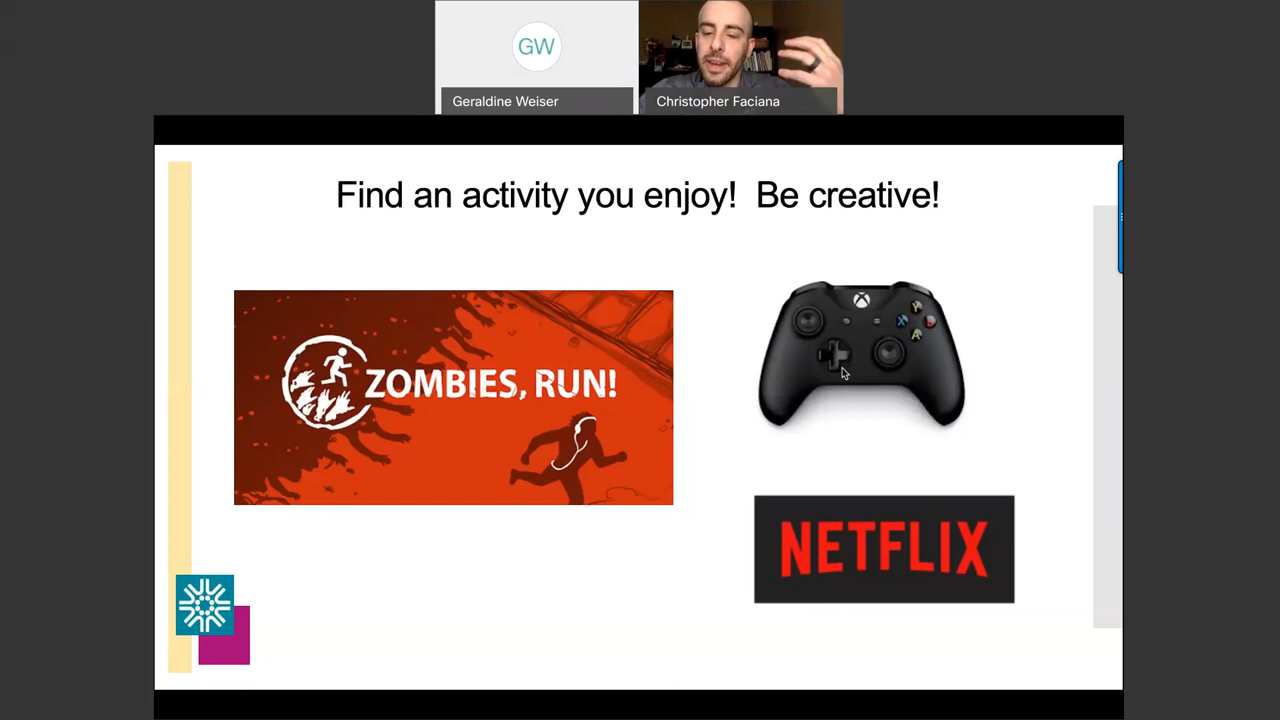 GW
Geraldine Weiser
Christopher Faciana
Find an activity you enjoy! Be creative!
ZOMBIES, RUN!
Y
X
B
A
NETFLIX